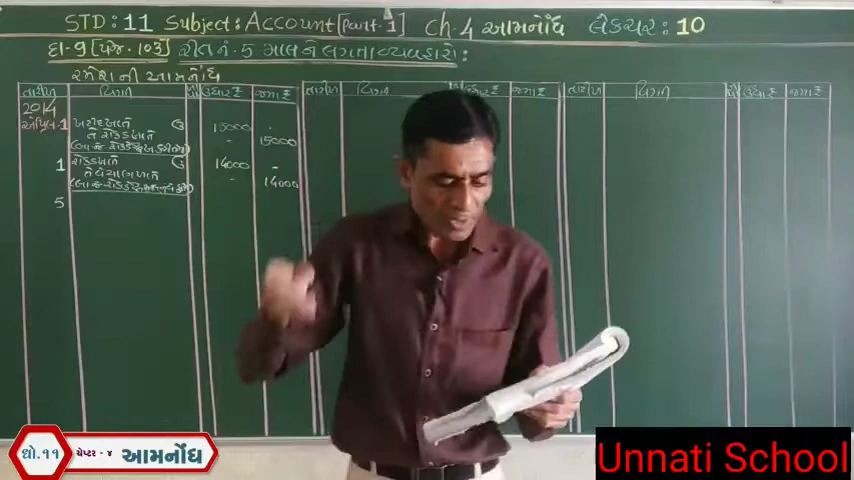 STD: 11 Subject: Account [Part-1] Ch.4 આમનોંધ લેક્ચર: 10
દા-9 [પેજ.103] રીત નં.5 માલને લગતા વ્યવહારો:
રમેશની આમનોંધ
તારીખ વિગત ઉધાર ₹ જમા ₹ તારીખ વિગત ઉધાર ₹ જમા ₹ તારીખ વિગત ઉધાર ₹ જમા ₹
2014
એપ્રિલ-1 ખરીદખાતે ઉ 15000 -
તે રોકડખાતે - 15000
1 રોકડખાતે ઉ 14000 -
તે વેચાણખાતે - 14000
5
ધો.૧૧ ચેપ્ટર - ૪ આમનોંધ
Unnati School